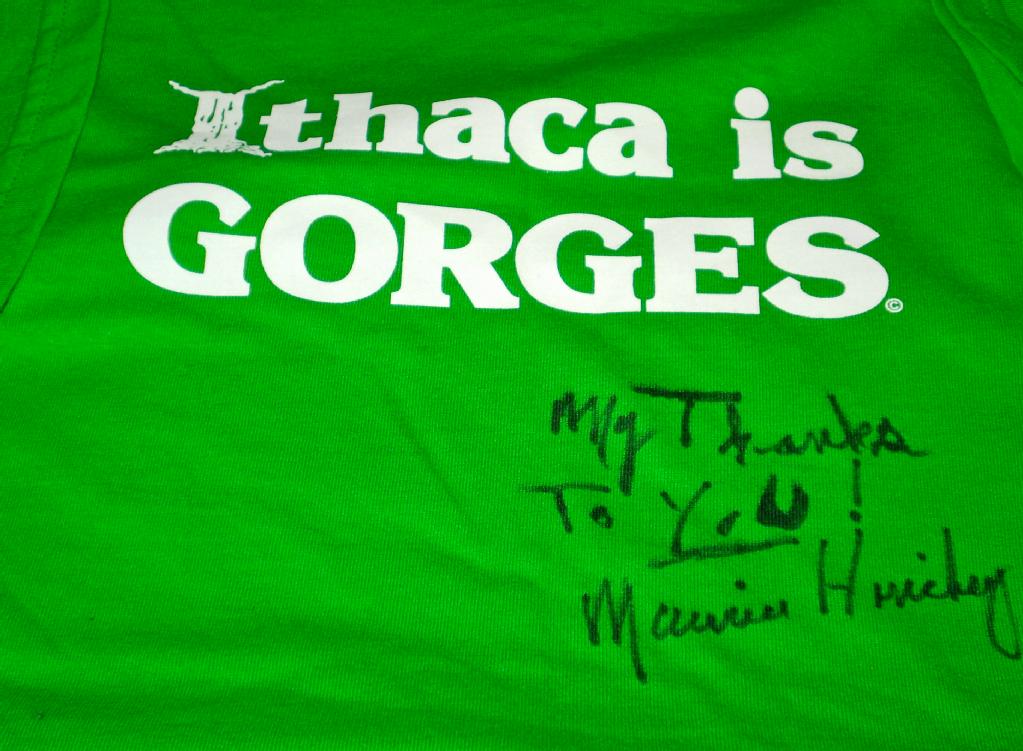 Ithaca is
GORGES
©
My Thanks
To You!
Maurice Hinchey